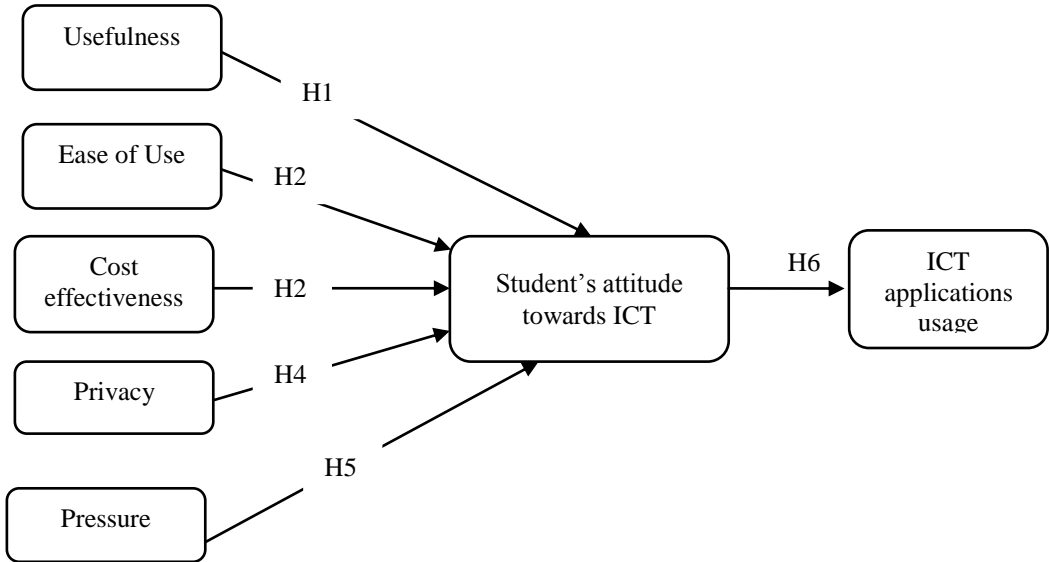 Usefulness
H1
Ease of Use
H2
Cost
effectiveness
H2
Student’s attitude
towards ICT
H6
ICT
applications
usage
Privacy
H4
H5
Pressure